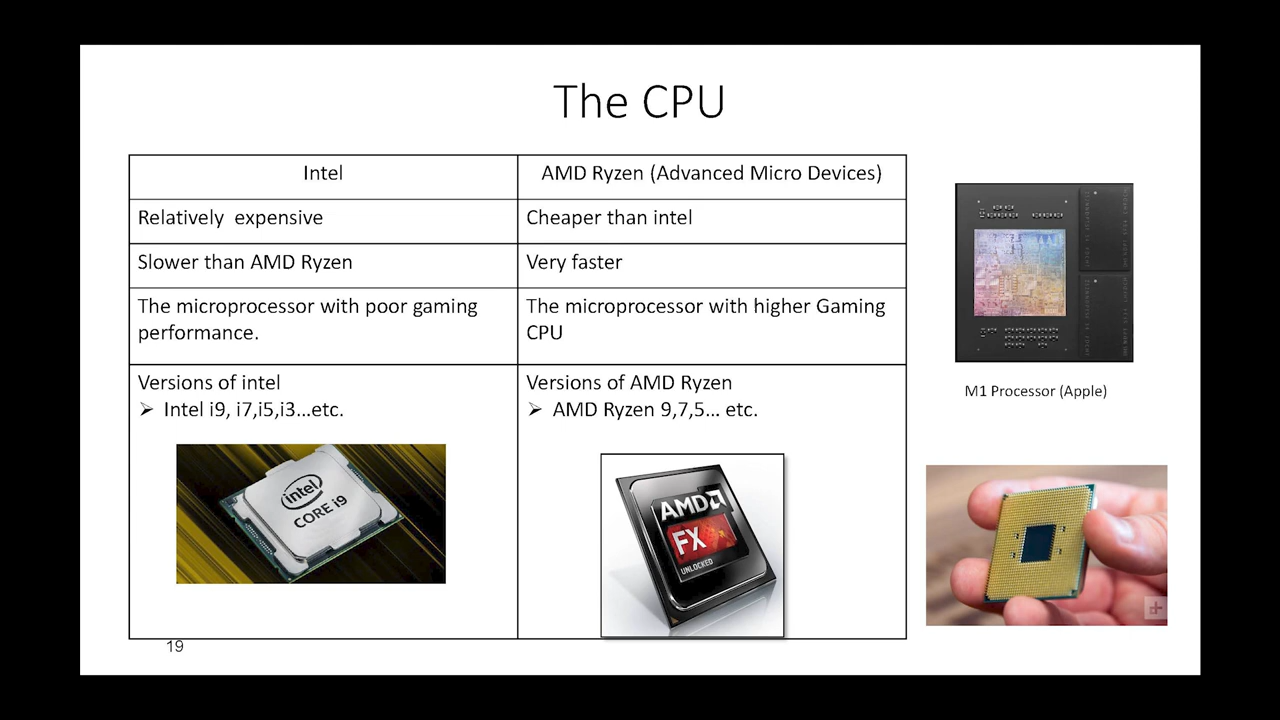 The CPU
Intel
AMD Ryzen (Advanced Micro Devices)
Relatively expensive
Cheaper than intel
Slower than AMD Ryzen
Very faster
The microprocessor with poor gaming
performance.
The microprocessor with higher Gaming
CPU
Versions of intel
➢ Intel i9, i7,i5,i3...etc.
Versions of AMD Ryzen
➢ AMD Ryzen 9,7,5... etc.
intel
CORE i9
AMD
FX
UNLOCKED
M1 Processor (Apple)
19